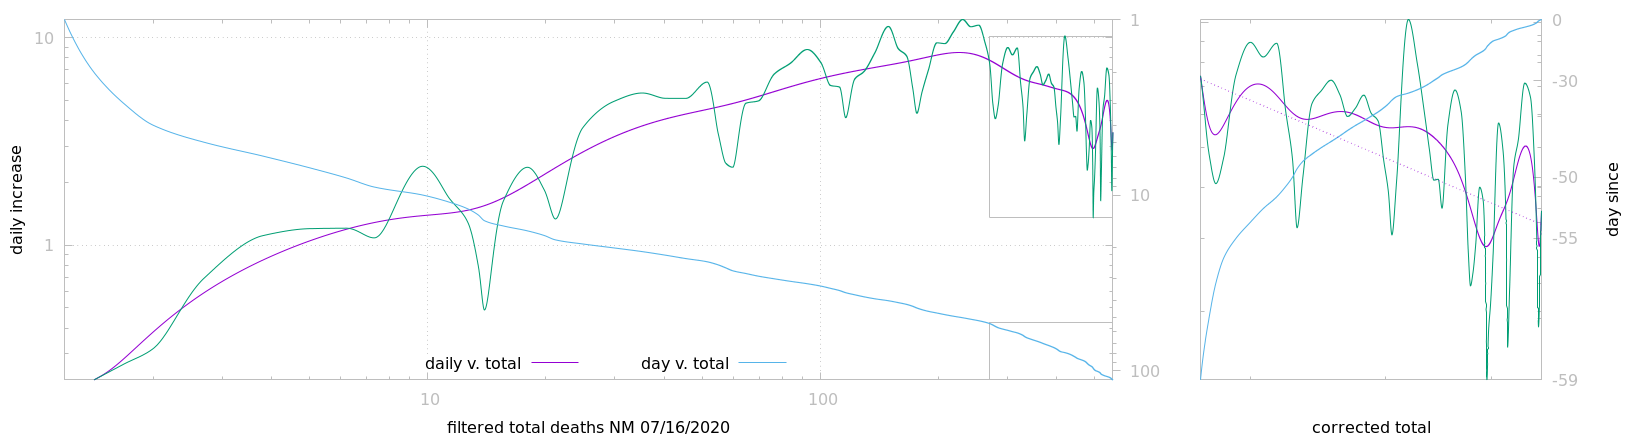 daily increase
10
1
daily v. total
day v. total
10
100
1
10
100
filtered total deaths NM 07/16/2020
0
-30
-50
-55
-59
day since
corrected total